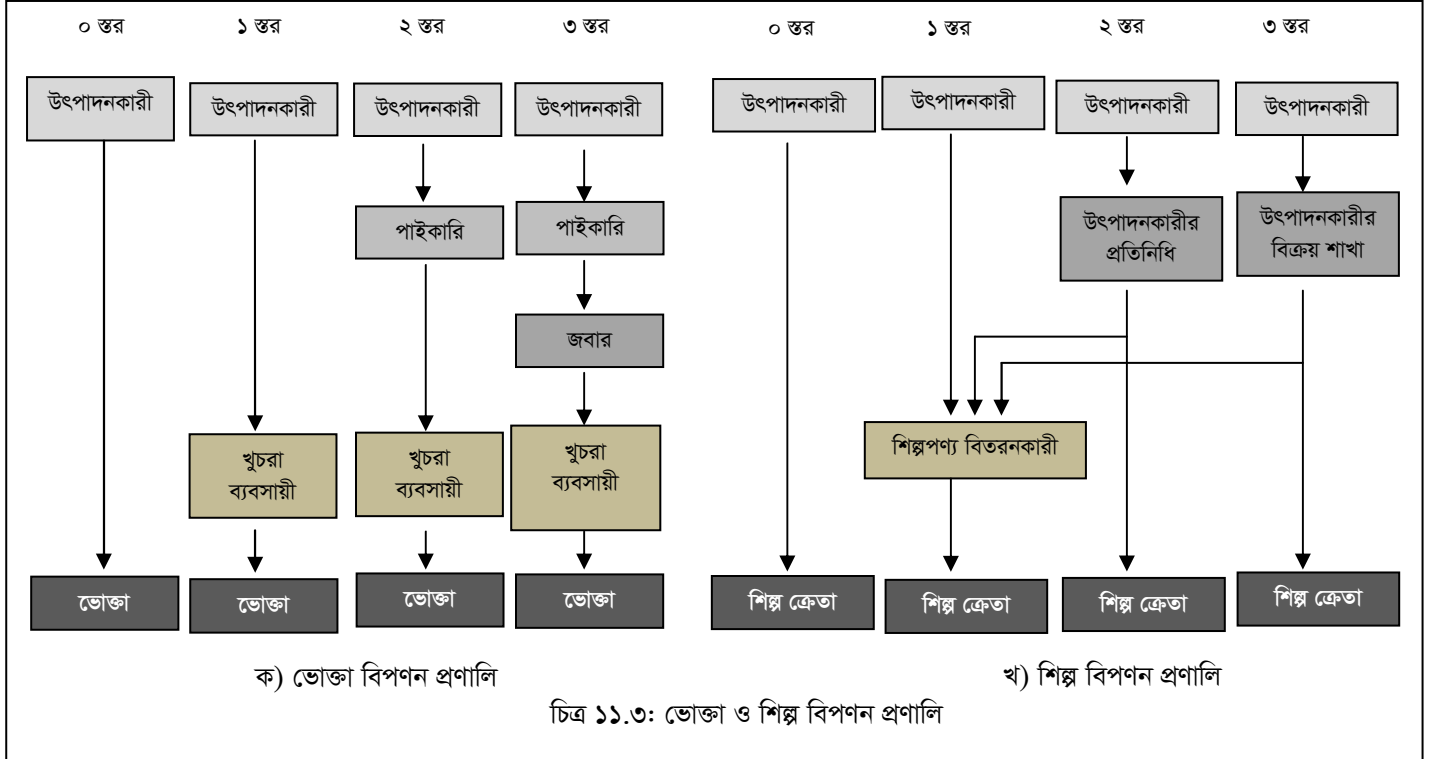 ০ স্তর ১ স্তর ২ স্তর ৩ স্তর ০ স্তর ১ স্তর ২ স্তর ৩ স্তর
উৎপাদনকারী উৎপাদনকারী উৎপাদনকারী উৎপাদনকারী উৎপাদনকারী উৎপাদনকারী উৎপাদনকারী উৎপাদনকারী
পাইকারি পাইকারি উৎপাদনকারীর উৎপাদনকারীর
প্রতিনিধি বিক্রয় শাখা
জবার
খুচরা খুচরা খুচরা শিল্পপণ্য বিতরনকারী
ব্যবসায়ী ব্যবসায়ী ব্যবসায়ী
ভোক্তা ভোক্তা ভোক্তা ভোক্তা শিল্প ক্রেতা শিল্প ক্রেতা শিল্প ক্রেতা শিল্প ক্রেতা
ক) ভোক্তা বিপণন প্রণালি খ) শিল্প বিপণন প্রণালি
চিত্র ১১.৩: ভোক্তা ও শিল্প বিপণন প্রণালি